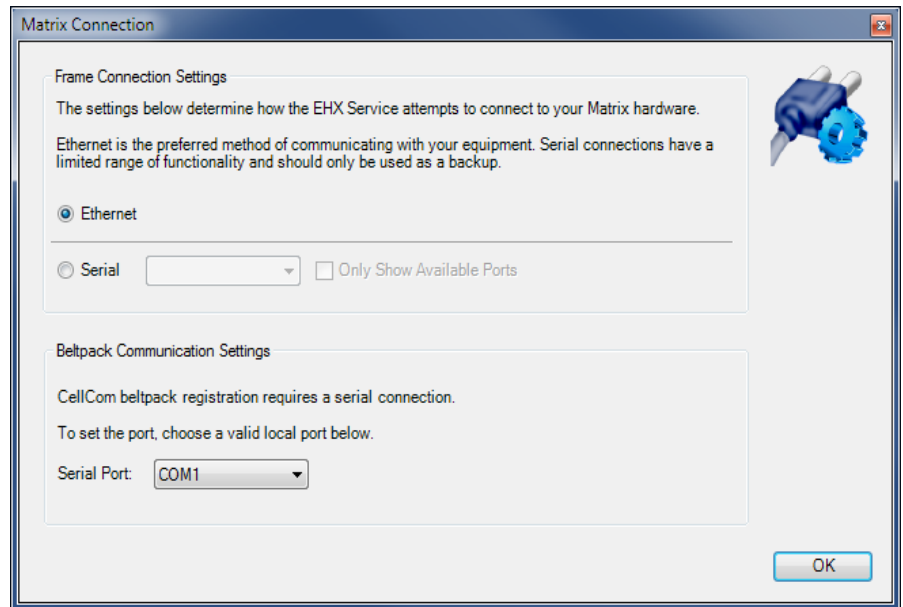 Matrix Connection
Frame Connection Settings
The settings below determine how the EHX Service attempts to connect to your Matrix hardware.
Ethernet is the preferred method of communicating with your equipment. Serial connections have a
limited range of functionality and should only be used as a backup.
Ethernet
Serial
Only Show Available Ports
Beltpack Communication Settings
CellCom beltpack registration requires a serial connection.
To set the port, choose a valid local port below.
Serial Port: COM1
OK